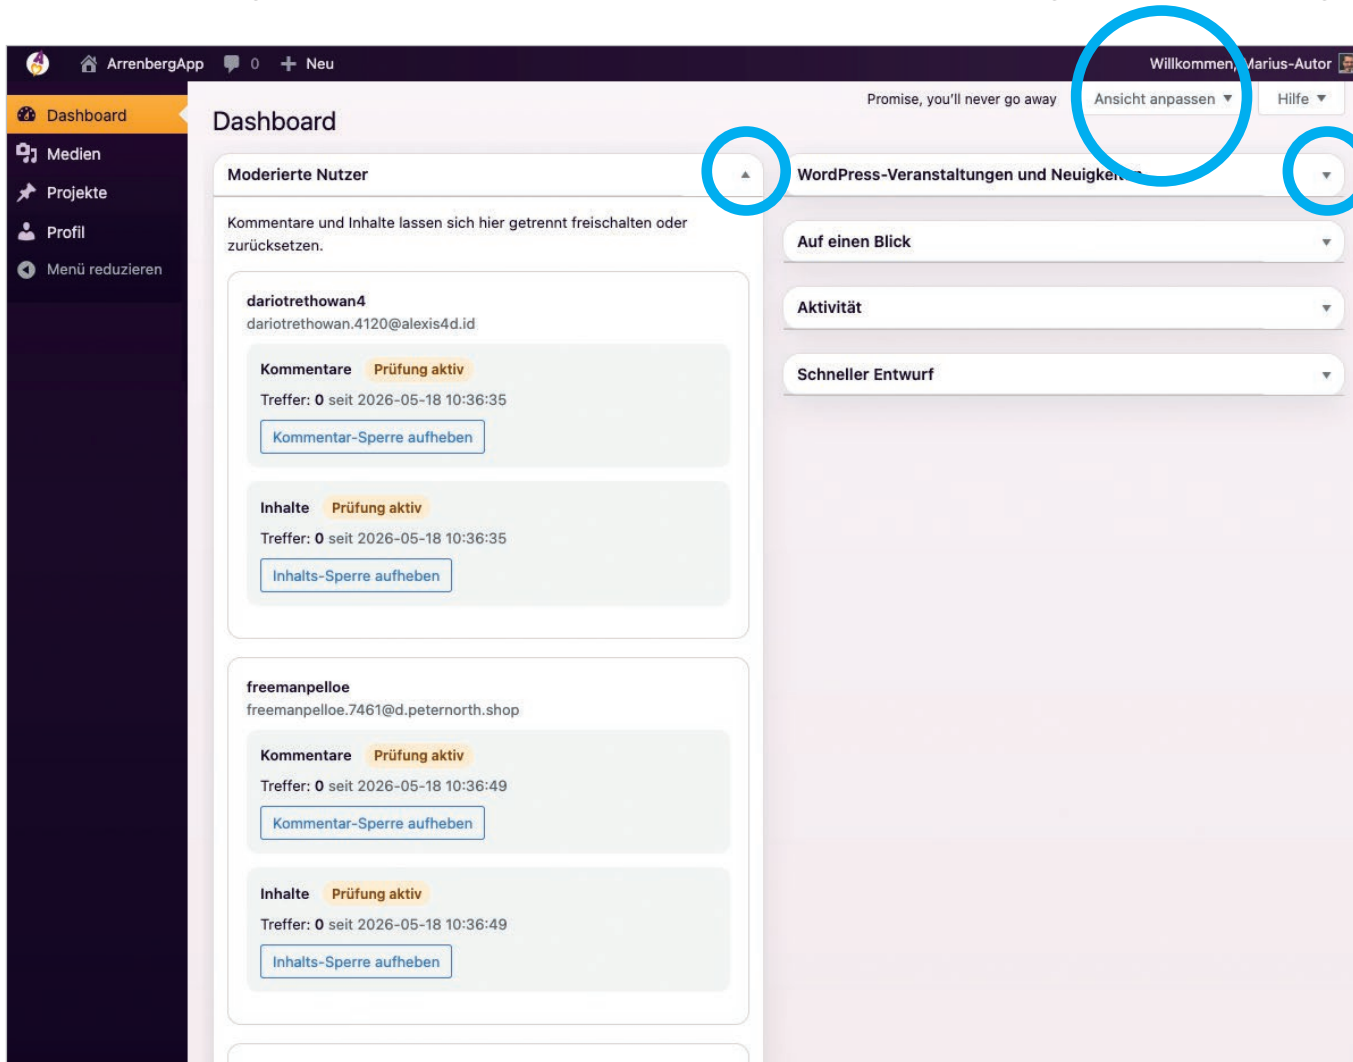 ArrenbergApp 0 Neu Willkommen, Marius-Autor
Dashboard
Medien
Projekte
Profil
Menü reduzieren
Promise, you'll never go away Ansicht anpassen Hilfe
Dashboard
Moderierte Nutzer
Kommentare und Inhalte lassen sich hier getrennt freischalten oder
zurücksetzen.
dariotrethowan4
dariotrethowan.4120@alexis4d.id
Kommentare Prüfung aktiv
Treffer: 0 seit 2026-05-18 10:36:35
Kommentar-Sperre aufheben
Inhalte Prüfung aktiv
Treffer: 0 seit 2026-05-18 10:36:35
Inhalts-Sperre aufheben
freemanpelloe
freemanpelloe.7461@d.peternorth.shop
Kommentare Prüfung aktiv
Treffer: 0 seit 2026-05-18 10:36:49
Kommentar-Sperre aufheben
Inhalte Prüfung aktiv
Treffer: 0 seit 2026-05-18 10:36:49
Inhalts-Sperre aufheben
WordPress-Veranstaltungen und Neuigkeiten
Auf einen Blick
Aktivität
Schneller Entwurf